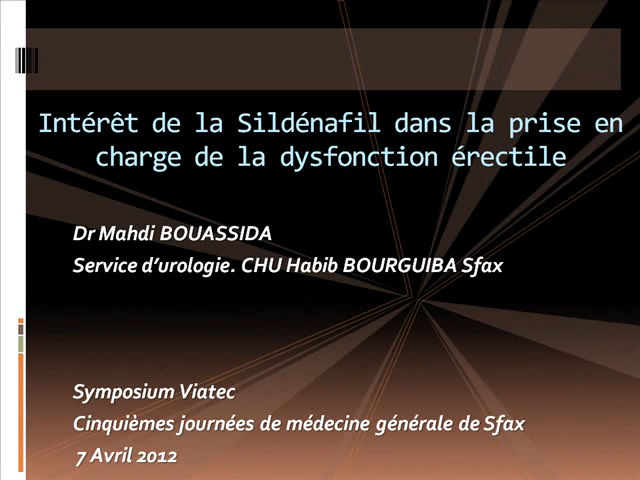 Intérêt de la Sildénafil dans la prise en
charge de la dysfonction érectile
Dr Mahdi BOUASSIDA
Service d'urologie. CHU Habib BOURGUIBA Sfax
Symposium Viatec
Cinquièmes journées de médecine générale de Sfax
7 Avril 2012